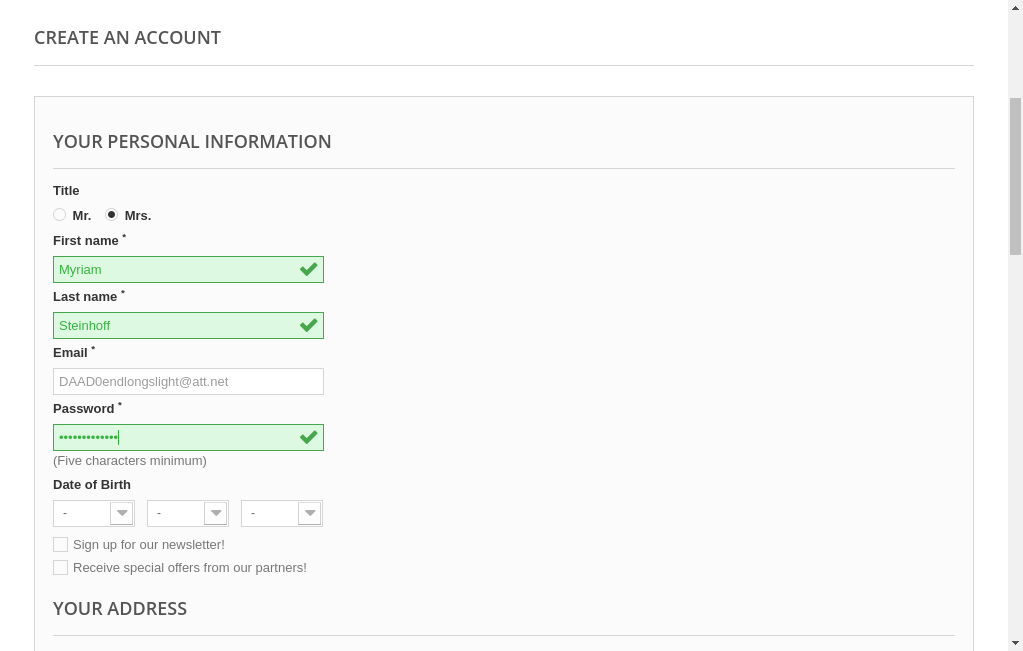 CREATE AN ACCOUNT
YOUR PERSONAL INFORMATION
Title
Mr. Mrs.
First name *
Myriam
Last name *
Steinhoff
Email *
DAAD0endlongslight@att.net
Password *
•••••••••••••
(Five characters minimum)
Date of Birth
- - -
Sign up for our newsletter!
Receive special offers from our partners!
YOUR ADDRESS